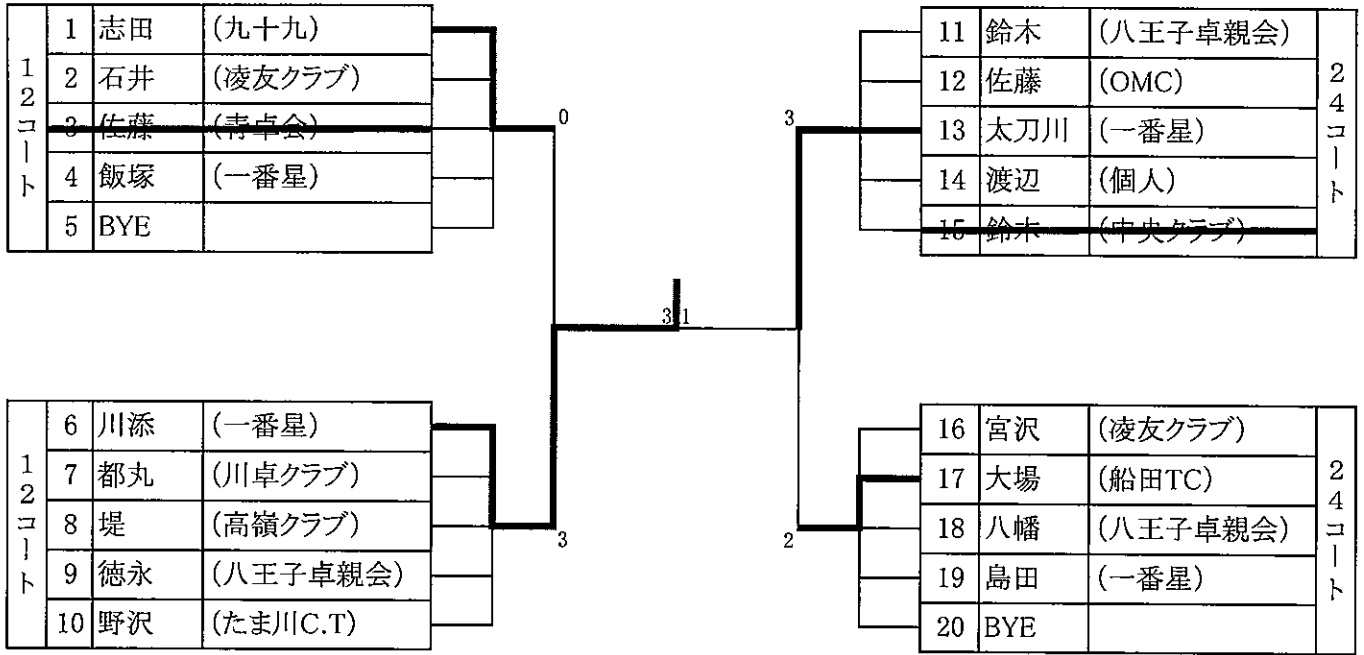 12コート
1 志田 (九十九)
2 石井 (凌友クラブ)
3 佐藤 (青卓会)
4 飯塚 (一番星)
5 BYE
0
3
11 鈴木 (八王子卓親会)
12 佐藤 (OMC)
13 太刀川 (一番星)
14 渡辺 (個人)
15 鈴木 (中央クラブ)
24コート
3 1
12コート
6 川添 (一番星)
7 都丸 (川卓クラブ)
8 堤 (高嶺クラブ)
9 徳永 (八王子卓親会)
10 野沢 (たま川C.T)
3
2
16 宮沢 (凌友クラブ)
17 大場 (船田TC)
18 八幡 (八王子卓親会)
19 島田 (一番星)
20 BYE
24コート